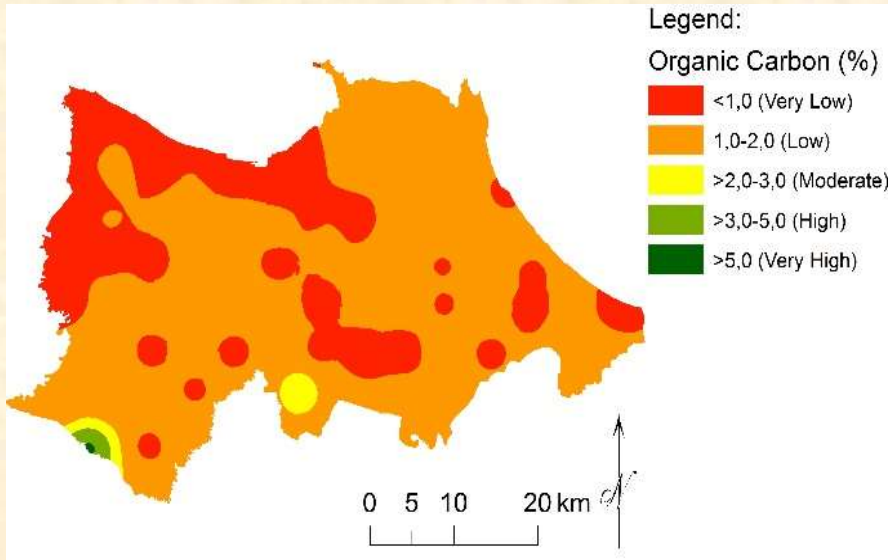 Legend:
Organic Carbon (%)
<1,0 (Very Low)
1,0-2,0 (Low)
>2,0-3,0 (Moderate)
>3,0-5,0 (High)
>5,0 (Very High)
0 5 10 20 km
N